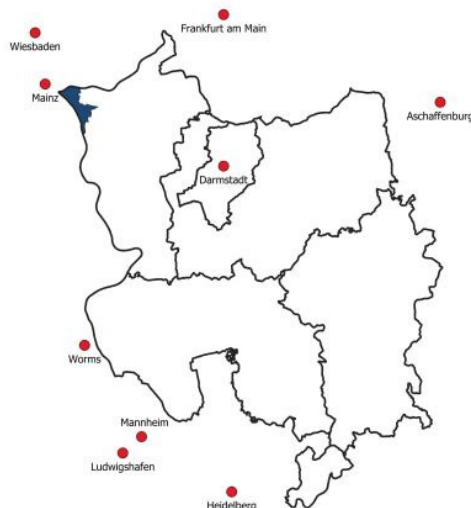 Frankfurt am Main
Wiesbaden
Mainz
Aschaffenburg
Darmstadt
Worms
Mannheim
Ludwigshafen
Heidelberg